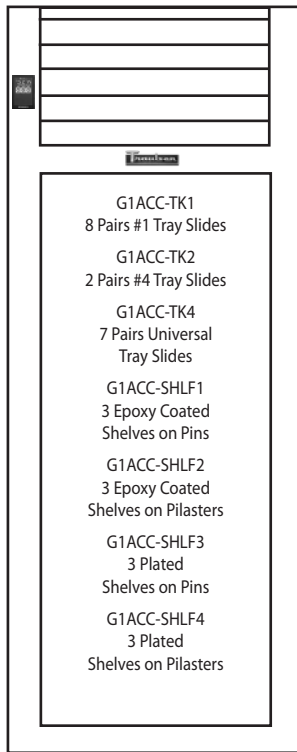 G1ACC-TK1
8 Pairs #1 Tray Slides
G1ACC-TK2
2 Pairs #4 Tray Slides
G1ACC-TK4
7 Pairs Universal
Tray Slides
G1ACC-SHLF1
3 Epoxy Coated
Shelves on Pins
G1ACC-SHLF2
3 Epoxy Coated
Shelves on Pilasters
G1ACC-SHLF3
3 Plated
Shelves on Pins
G1ACC-SHLF4
3 Plated
Shelves on Pilasters